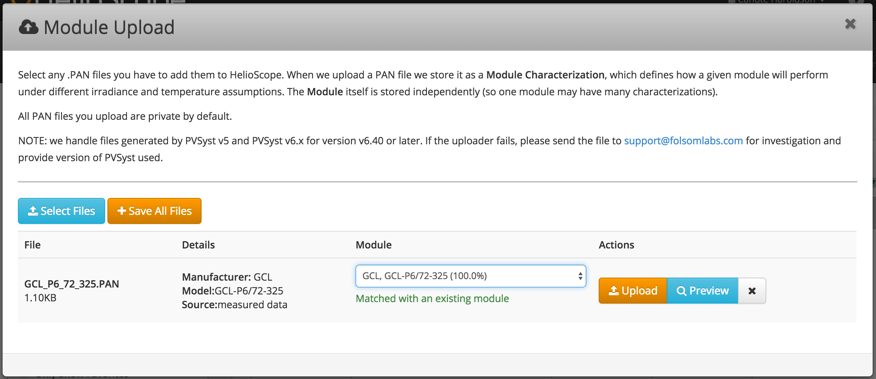 Module Upload
Select any .PAN files you have to add them to HelioScope. When we upload a PAN file we store it as a Module Characterization, which defines how a given module will perform
under different irradiance and temperature assumptions. The Module itself is stored independently (so one module may have many characterizations).
All PAN files you upload are private by default.
NOTE: we handle files generated by PVSyst v5 and PVSyst v6.x for version v6.40 or later. If the uploader fails, please send the file to support@folsomlabs.com for investigation and
provide version of PVSyst used.
Select Files
Save All Files
File Details Module Actions
GCL_P6_72_325.PAN
1.10KB
Manufacturer: GCL
Model:GCL-P6/72-325
Source:measured data
GCL, GCL-P6/72-325 (100.0%)
Matched with an existing module
Upload
Preview